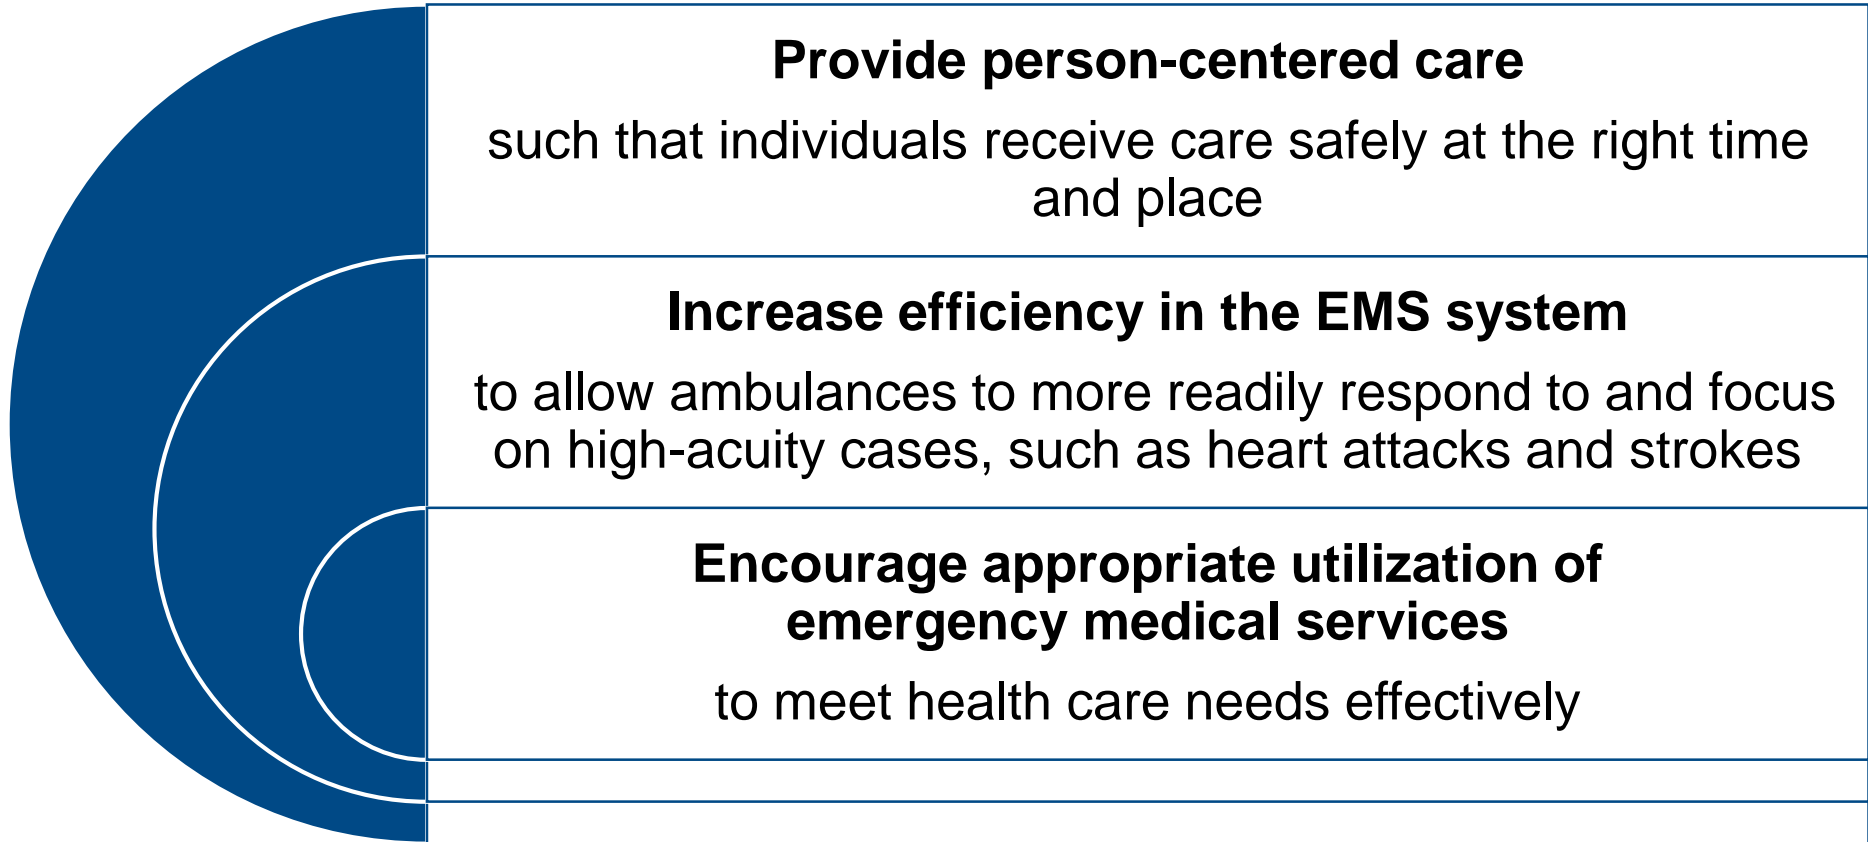 Provide person-centered care
such that individuals receive care safely at the right time
and place
Increase efficiency in the EMS system
to allow ambulances to more readily respond to and focus
on high-acuity cases, such as heart attacks and strokes
Encourage appropriate utilization of
emergency medical services
to meet health care needs effectively